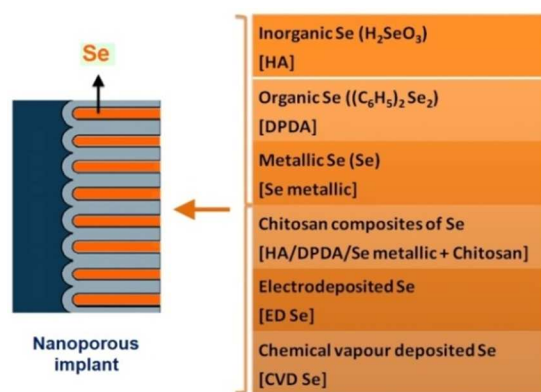 Se
Nanoporous
implant
Inorganic Se (H₂SeO₃)
[HA]
Organic Se ((C₆H₅)₂ Se₂)
[DPDA]
Metallic Se (Se)
[Se metallic]
Chitosan composites of Se
[HA/DPDA/Se metallic + Chitosan]
Electrodeposited Se
[ED Se]
Chemical vapour deposited Se
[CVD Se]